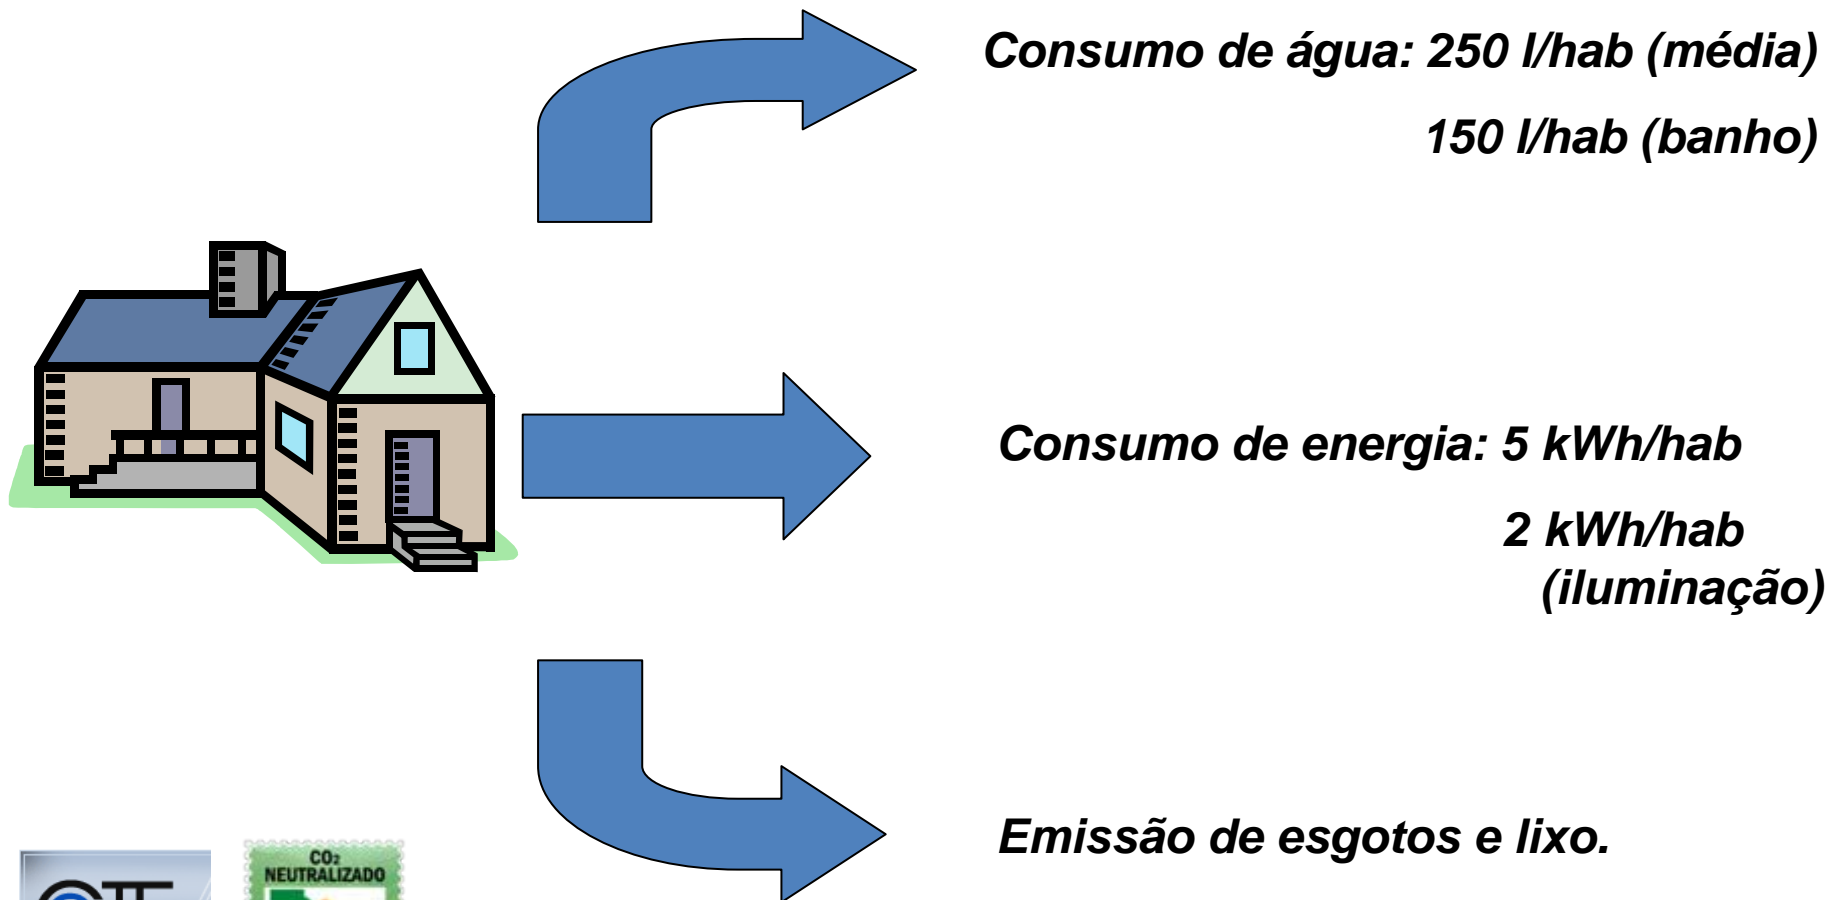 Consumo de água: 250 l/hab (média)
150 l/hab (banho)
Consumo de energia: 5 kWh/hab
2 kWh/hab
(iluminação)
Emissão de esgotos e lixo.
CO₂
NEUTRALIZADO